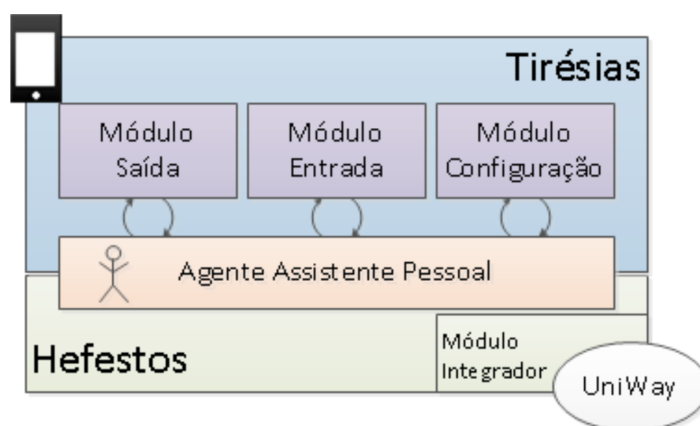 Tirésias
Módulo
Saída
Módulo
Entrada
Módulo
Configuração
Agente Assistente Pessoal
Hefestos
Módulo
Integrador
UniWay